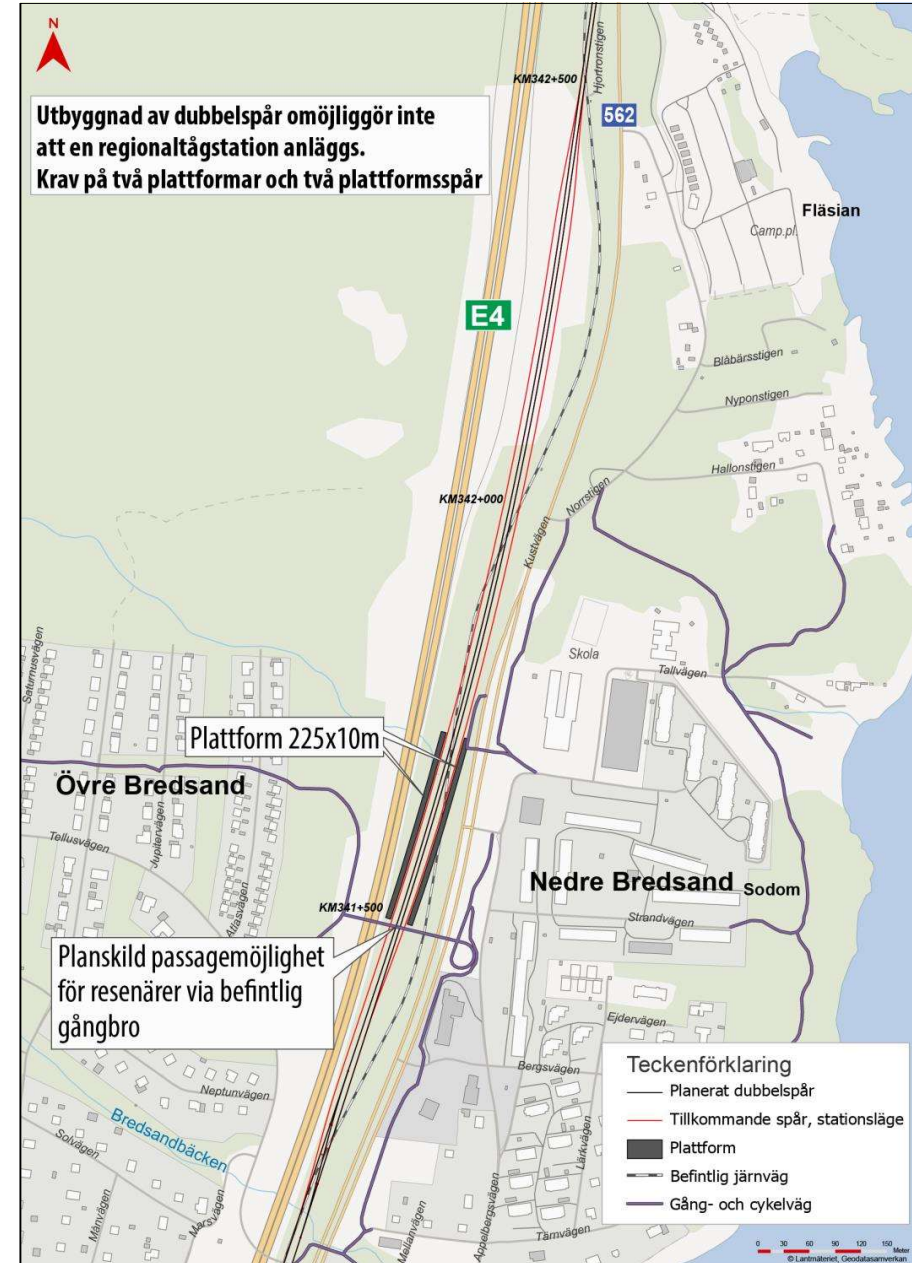 N
Utbyggnad av dubbelspår omöjliggör inte
att en regionaltågstation anläggs.
Krav på två plattformar och två plattformsspår
KM342+500
Hjortronstigen
562
Fläsian
Camp.pl.
E4
Blåbärsstigen
Nyponstigen
Hallonstigen
KM342+000
Norrstigen
Kustvägen
Skola
Tallvägen
Saturnusvägen
Plattform 225x10m
Övre Bredsand
Jupitervägen
Tellusvägen
Atlasvägen
Nedre Bredsand
Sodom
KM341+500
Strandvägen
Planskild passagemöjlighet
för resenärer via befintlig
gångbro
Ejdervägen
Bergsvägen
Neptunvägen
Bredsandbäcken
Solvägen
Månvägen
Marsvägen
Mellanvägen
Appelbergsvägen
Lärkvägen
Tärnvägen
Teckenförklaring
Planerat dubbelspår
Tillkommande spår, stationsläge
Plattform
Befintlig järnväg
Gång- och cykelväg
0 30 60 90 120 150
Meter
© Lantmäteriet, Geodatasamverkan